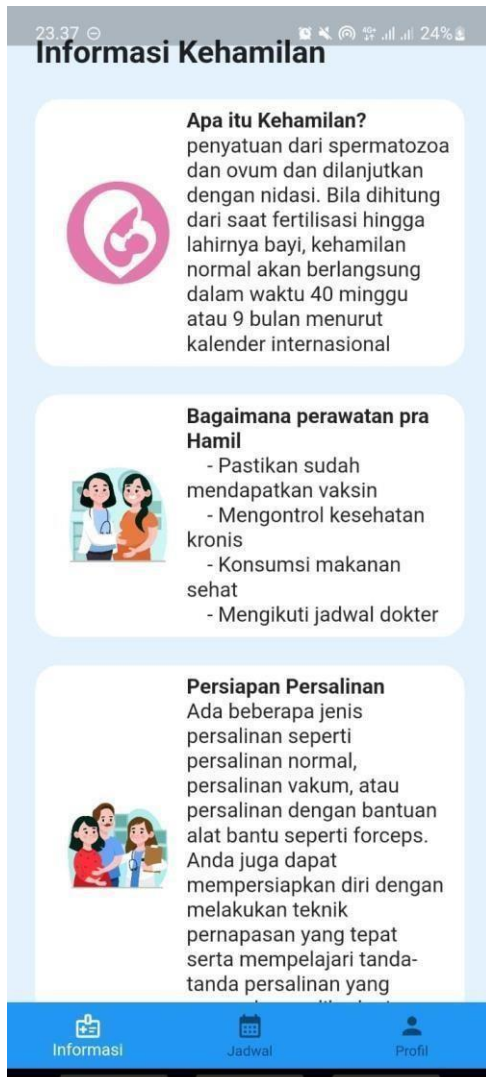 23.37
24%
Informasi Kehamilan
Apa itu Kehamilan?
penyatuan dari spermatozoa
dan ovum dan dilanjutkan
dengan nidasi. Bila dihitung
dari saat fertilisasi hingga
lahirnya bayi, kehamilan
normal akan berlangsung
dalam waktu 40 minggu
atau 9 bulan menurut
kalender internasional
Bagaimana perawatan pra
Hamil
- Pastikan sudah
mendapatkan vaksin
- Mengontrol kesehatan
kronis
- Konsumsi makanan
sehat
- Mengikuti jadwal dokter
Persiapan Persalinan
Ada beberapa jenis
persalinan seperti
persalinan normal,
persalinan vakum, atau
persalinan dengan bantuan
alat bantu seperti forceps.
Anda juga dapat
mempersiapkan diri dengan
melakukan teknik
pernapasan yang tepat
serta mempelajari tanda-
tanda persalinan yang
Informasi
Jadwal
Profil